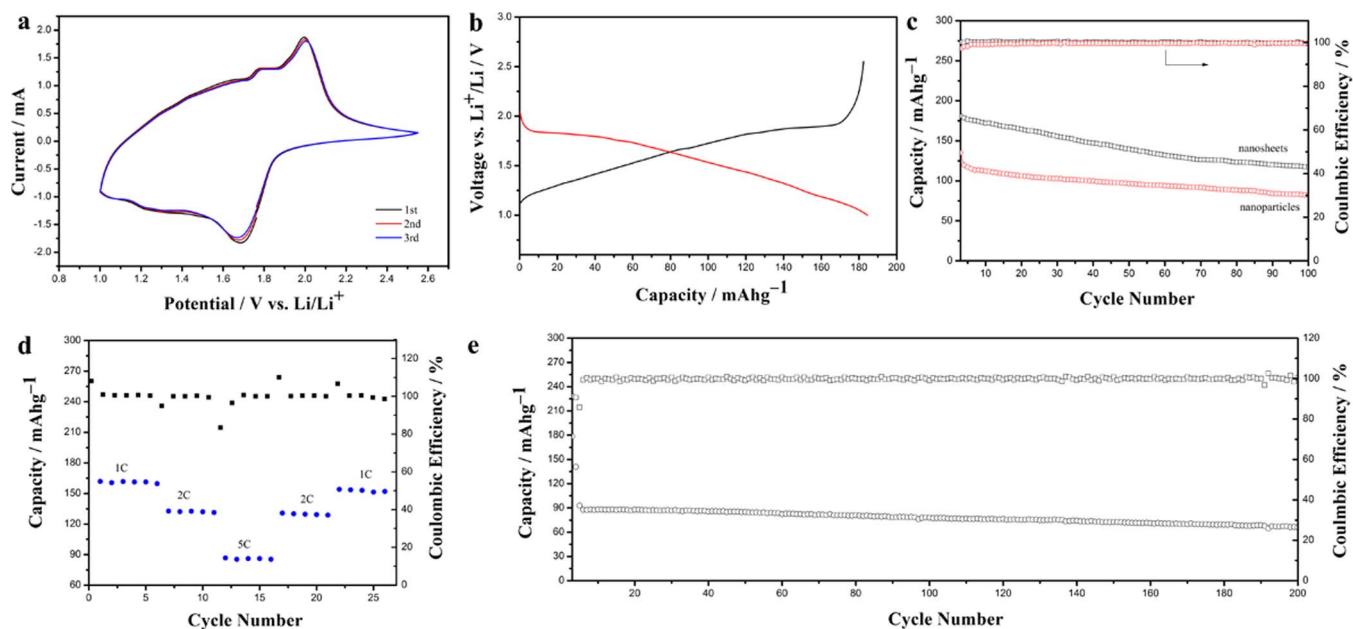 a
2.0
1.5
1.0
0.5
0.0
-0.5
-1.0
-1.5
-2.0
Current / mA
1st
2nd
3rd
0.8 1.0 1.2 1.4 1.6 1.8 2.0 2.2 2.4 2.6
Potential / V vs. Li/Li+
b
3.0
2.5
2.0
1.5
1.0
Voltage vs. Li+/Li / V
0 20 40 60 80 100 120 140 160 180 200
Capacity / mAhg−1
c
300
250
200
150
100
50
0
Capacity / mAhg−1
nanosheets
nanoparticles
100
80
60
40
20
0
Coulmbic Efficiency / %
10 20 30 40 50 60 70 80 90 100
Cycle Number
d
300
270
240
210
180
150
120
90
60
Capacity / mAhg−1
1C
2C
5C
2C
1C
120
100
80
60
40
20
0
Coulombic Efficiency / %
0 5 10 15 20 25
Cycle Number
e
300
270
240
210
180
150
120
90
60
30
0
Capacity / mAhg−1
120
100
80
60
40
20
0
Coulmbic Efficiency / %
20 40 60 80 100 120 140 160 180 200
Cycle Number